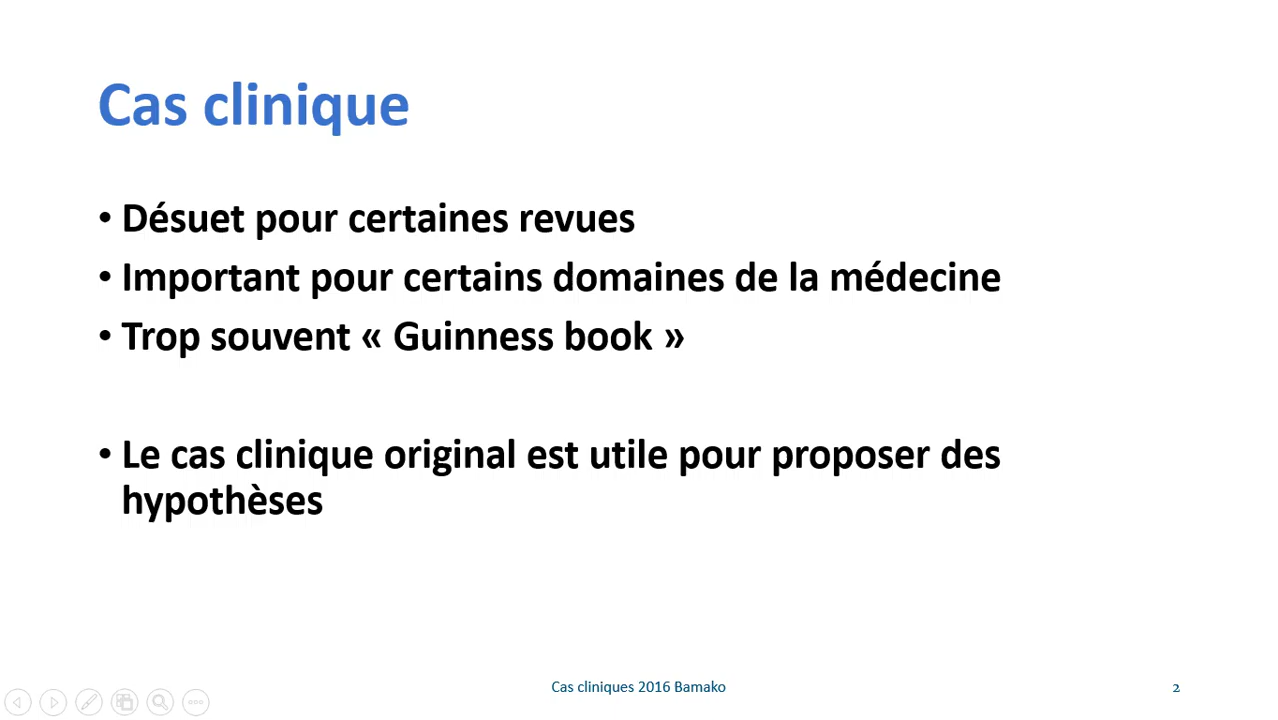 Cas clinique
• Désuet pour certaines revues
• Important pour certains domaines de la médecine
• Trop souvent « Guinness book »
• Le cas clinique original est utile pour proposer des
hypothèses
Cas cliniques 2016 Bamako
2